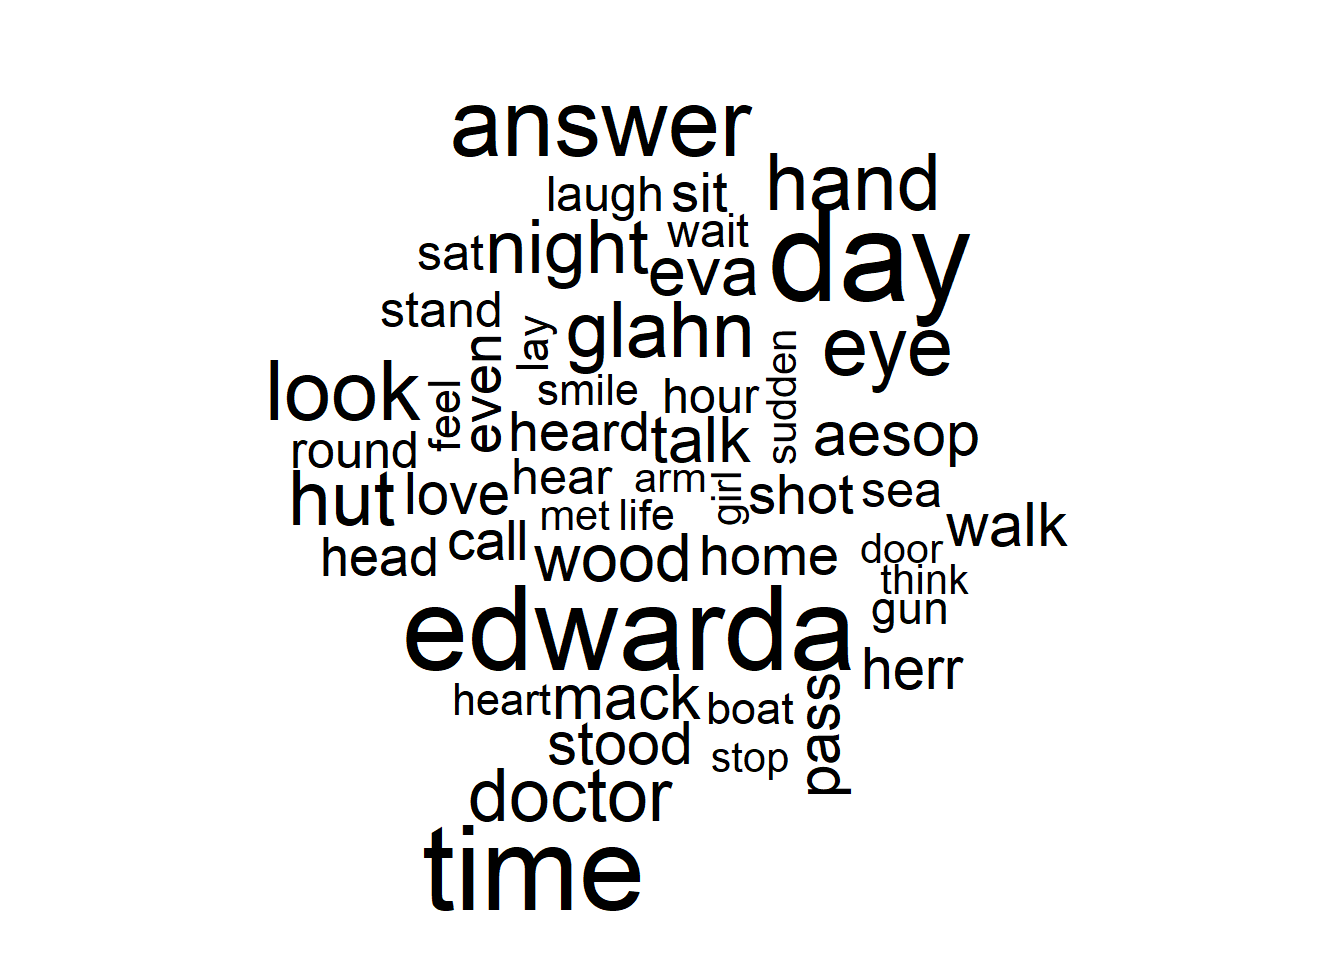 answer
laugh sit hand
wait
sat night eva day
stand lay glahn
even sudden eye
look feel smile hour
round heard talk aesop
hut love hear arm girl shot sea
met life walk
head call wood home door
think
edwarda gun
herr
heart mack boat pass
stood stop
doctor
time